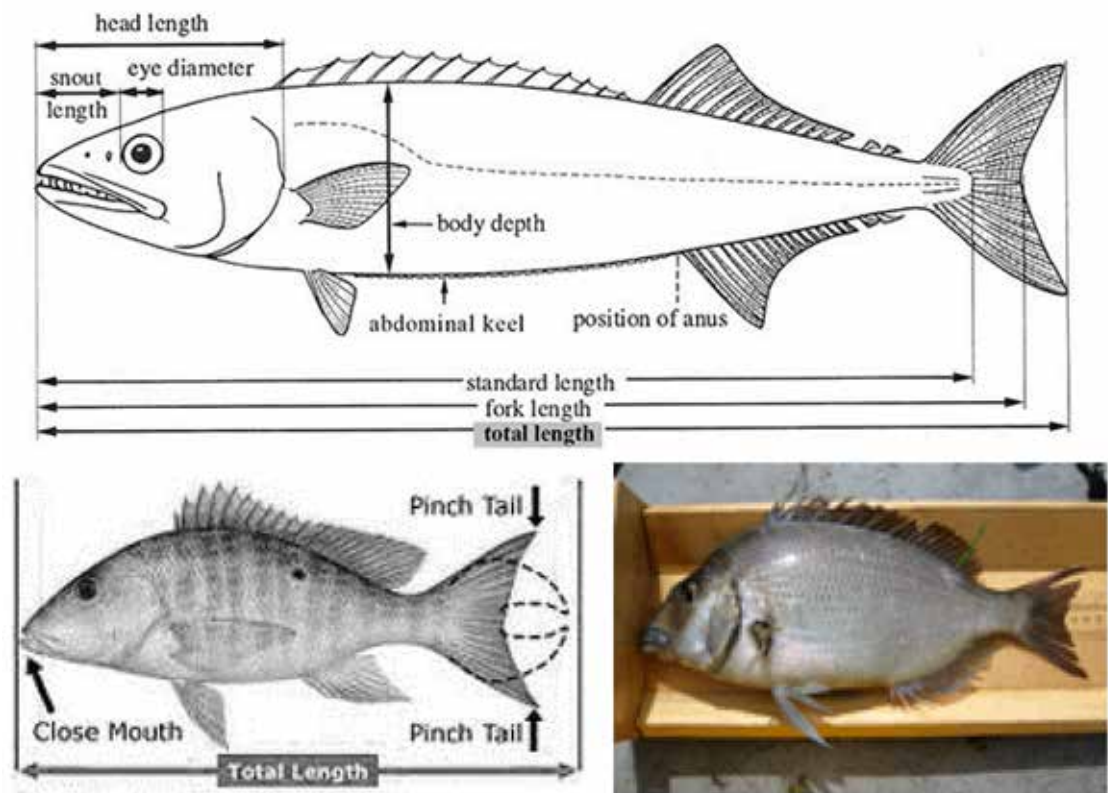 head length
snout
length
eye diameter
body depth
abdominal keel
position of anus
standard length
fork length
total length
Pinch Tail
Close Mouth
Pinch Tail
Total Length